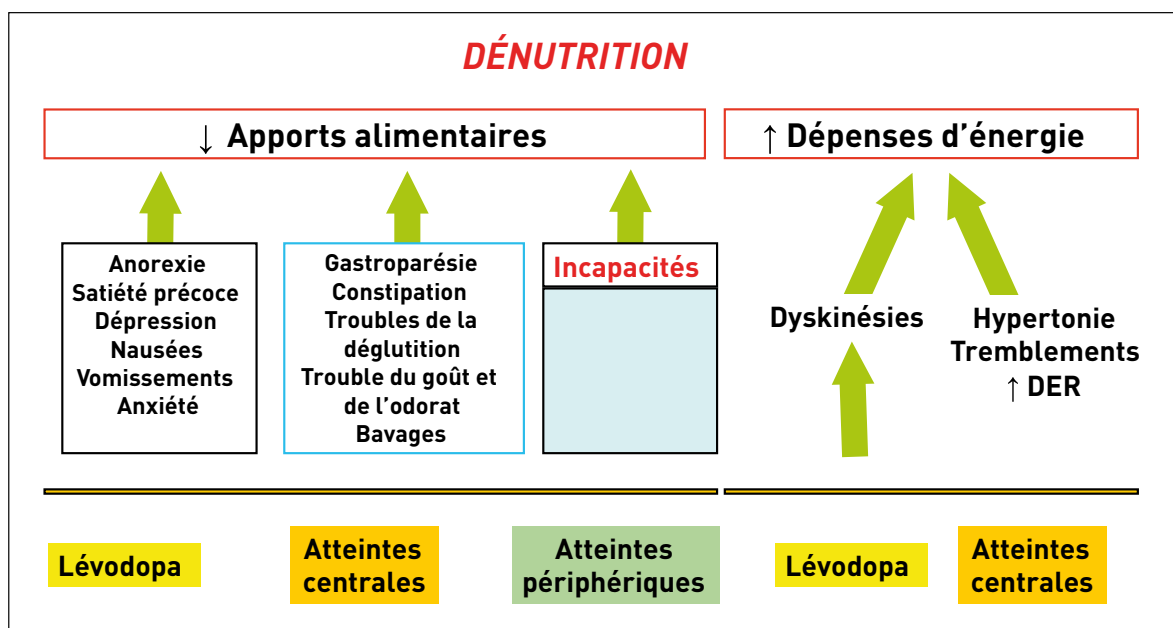 DÉNUTRITION
↓ Apports alimentaires
↑ Dépenses d’énergie
Anorexie
Satiété précoce
Dépression
Nausées
Vomissements
Anxiété
Gastroparésie
Constipation
Troubles de la
déglutition
Trouble du goût et
de l’odorat
Bavages
Incapacités
Dyskinésies
Hypertonie
Tremblements
↑ DER
Lévodopa
Atteintes
centrales
Atteintes
périphériques
Lévodopa
Atteintes
centrales